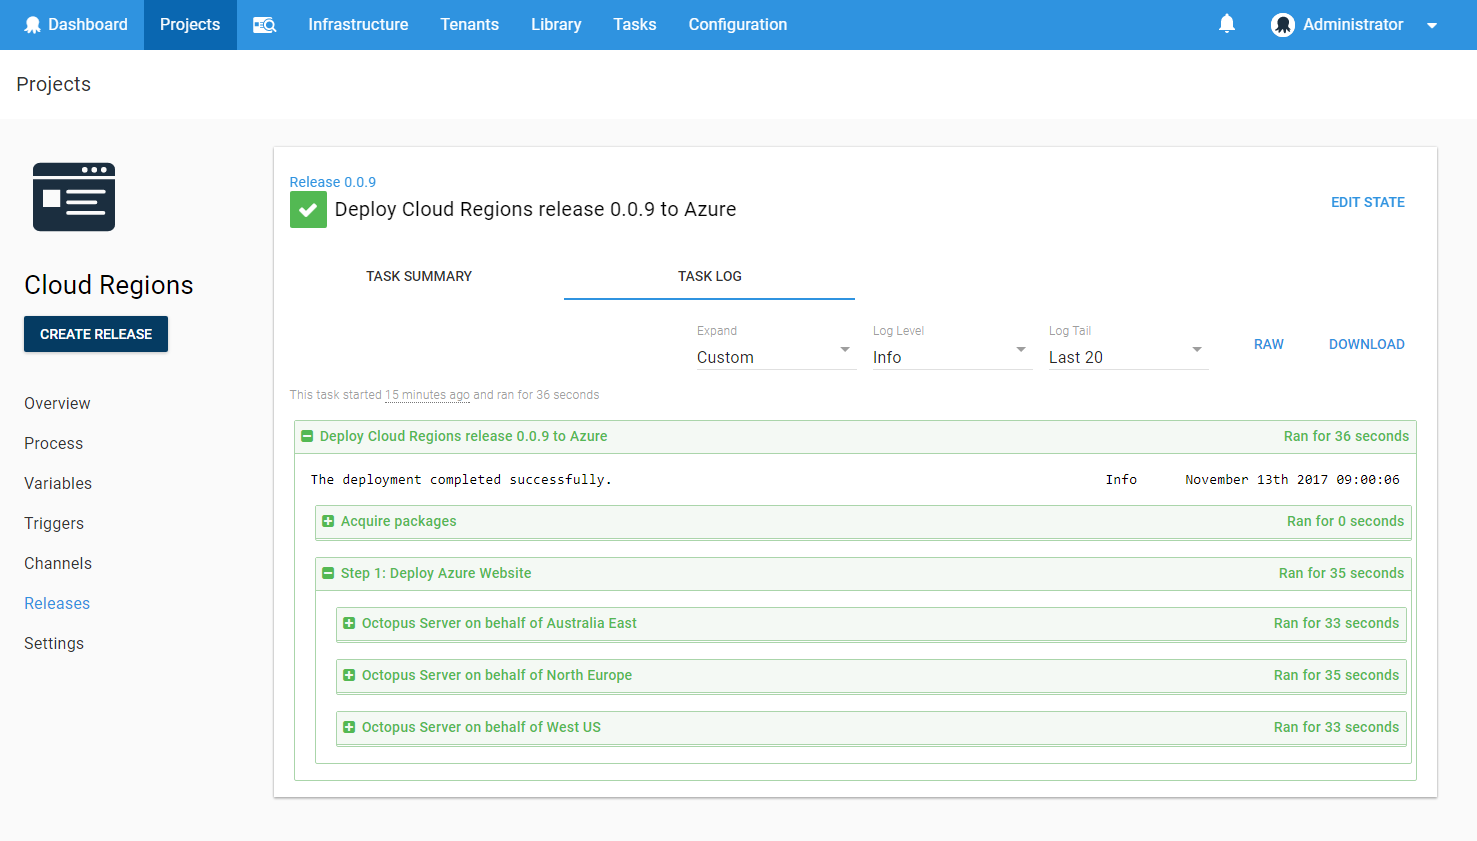 Dashboard Projects Infrastructure Tenants Library Tasks Configuration Administrator
Projects
Cloud Regions
CREATE RELEASE
Overview
Process
Variables
Triggers
Channels
Releases
Settings
Release 0.0.9
Deploy Cloud Regions release 0.0.9 to Azure
EDIT STATE
TASK SUMMARY TASK LOG
Expand Log Level Log Tail
Custom Info Last 20 RAW DOWNLOAD
This task started 15 minutes ago and ran for 36 seconds
Deploy Cloud Regions release 0.0.9 to Azure Ran for 36 seconds
The deployment completed successfully. Info November 13th 2017 09:00:06
Acquire packages Ran for 0 seconds
Step 1: Deploy Azure Website Ran for 35 seconds
Octopus Server on behalf of Australia East Ran for 33 seconds
Octopus Server on behalf of North Europe Ran for 35 seconds
Octopus Server on behalf of West US Ran for 33 seconds